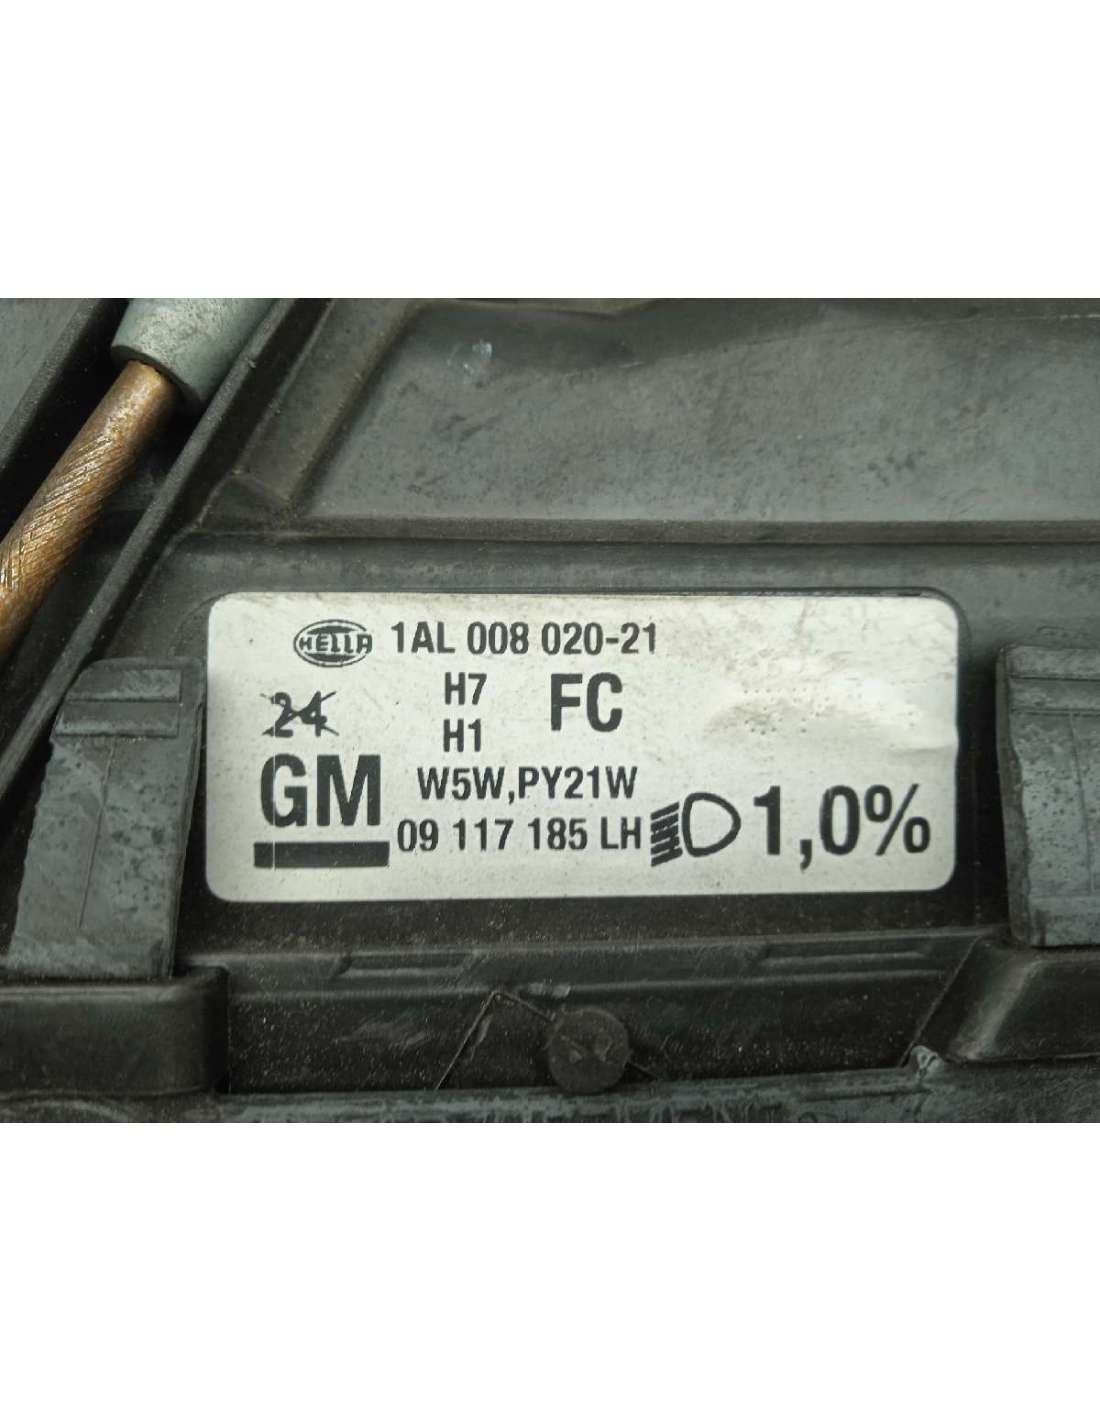 HELLA 1AL 008 020-21
H7 FC
24
H1
GM
W5W,PY21W
09 117 185 LH 1,0%